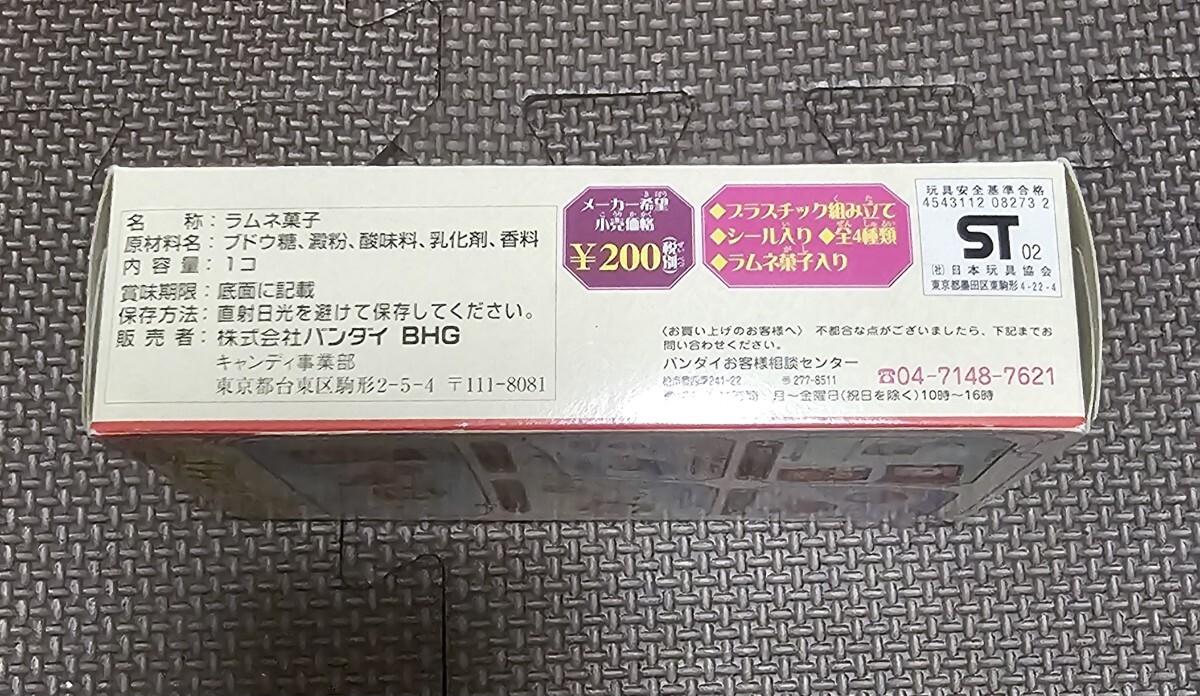 名　　称：ラムネ菓子
原材料名：ブドウ糖、澱粉、酸味料、乳化剤、香料
内 容 量：1コ
賞味期限：底面に記載
保存方法：直射日光を避けて保存してください。
販 売 者：株式会社バンダイ BHG
キャンディ事業部
東京都台東区駒形2-5-4 〒111-8081
メーカー希望
小売価格
¥200(税別)
◆プラスチック組み立て
◆シール入り ◆全4種類
◆ラムネ菓子入り
玩具安全基準合格
4543112 08273 2
ST 02
(社)日本玩具協会
東京都墨田区東駒形4-22-4
〈お買い上げのお客様へ〉 不都合な点がございましたら、下記までお
問い合わせください。
バンダイお客様相談センター
241-22 〒277-8511 ☎04-7148-7621
月〜金曜日(祝日を除く)10時〜16時